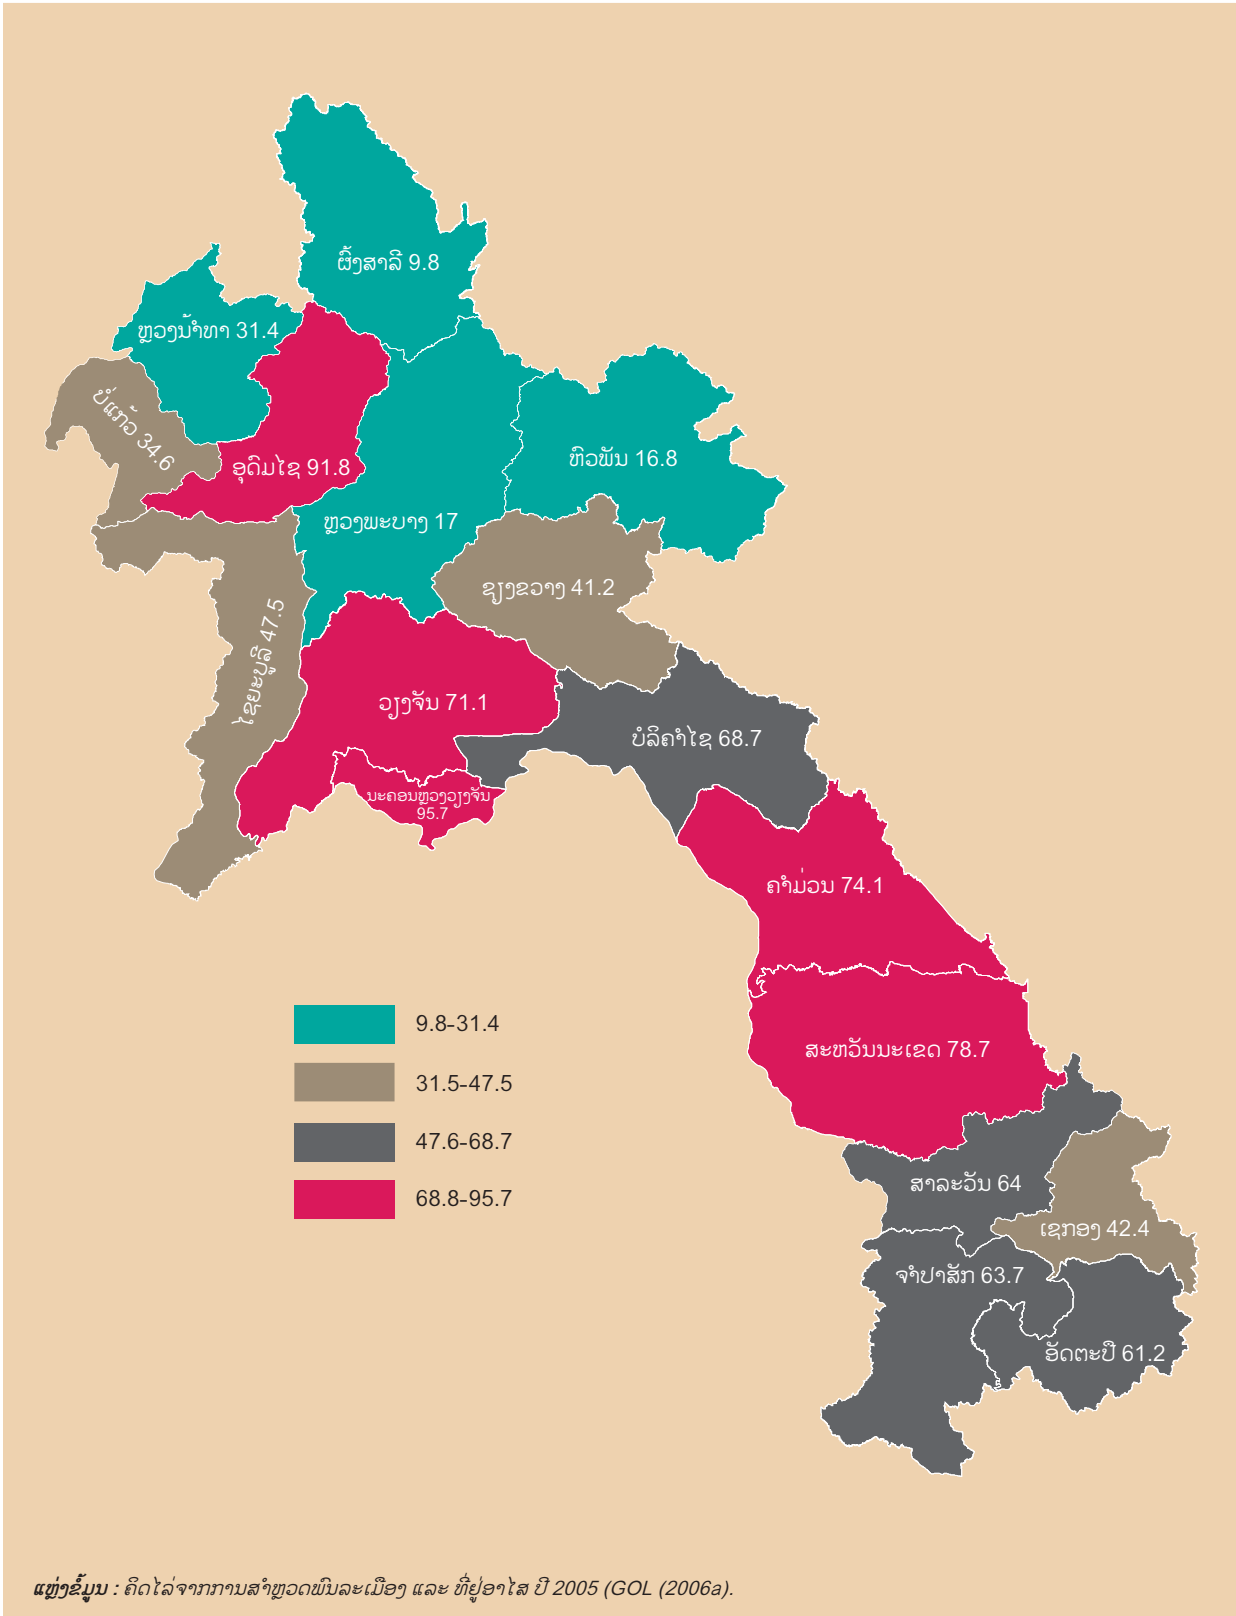 ຜົ້ງສາລີ 9.8
ຫຼວງນ້ຳທາ 31.4
ບໍ່ແກ້ວ 34.6
ອຸດົມໄຊ 91.8
ຫົວພັນ 16.8
ຫຼວງພະບາງ 17
ຊຽງຂວາງ 41.2
ໄຊຍະບູລີ 47.5
ວຽງຈັນ 71.1
ບໍລິຄຳໄຊ 68.7
ນະຄອນຫຼວງວຽງຈັນ
95.7
ຄຳມ່ວນ 74.1
ສະຫວັນນະເຂດ 78.7
ສາລະວັນ 64
ເຊກອງ 42.4
ຈຳປາສັກ 63.7
ອັດຕະປື 61.2
9.8-31.4
31.5-47.5
47.6-68.7
68.8-95.7
ແຫຼ່ງຂໍ້ມູນ : ຄິດໄລ່ຈາກການສຳຫຼວດພົນລະເມືອງ ແລະ ທີ່ຢູ່ອາໄສ ປີ 2005 (GOL (2006a).